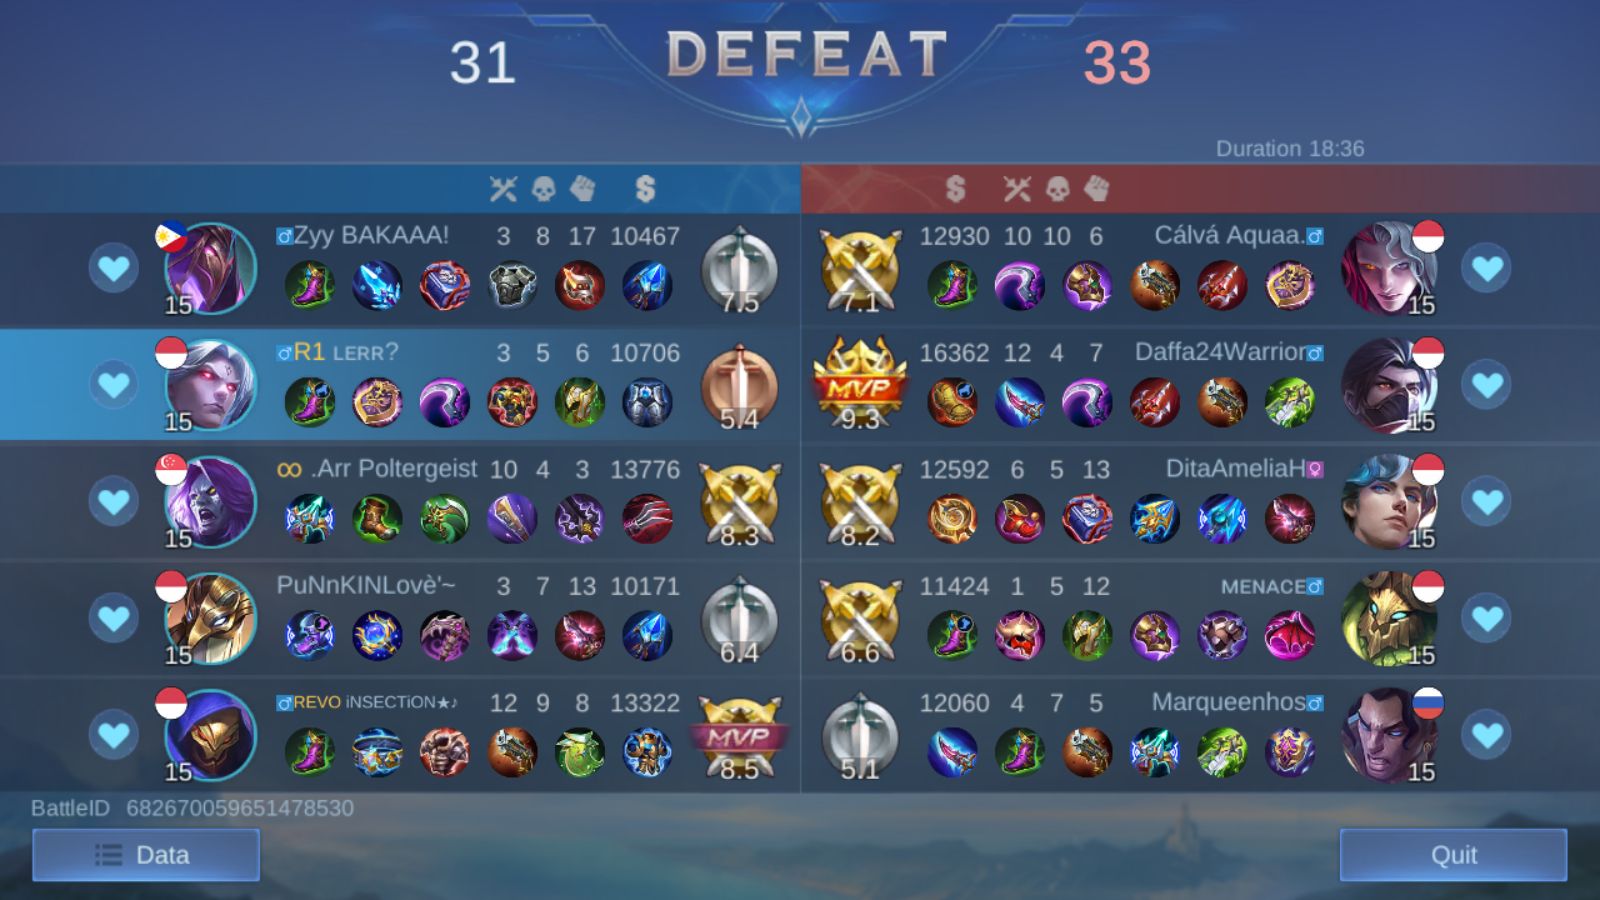 31 DEFEAT 33
Duration 18:36
Zyy BAKAAA! 3 8 17 10467
15 7.5
12930 10 10 6 Cálvá Aquaa.
7.1 15
R1 LERR? 3 5 6 10706
15 5.4
16362 12 4 7 Daffa24Warrior
MVP
9.3 15
∞ .Arr Poltergeist 10 4 3 13776
15 8.3
12592 6 5 13 DitaAmeliaH
8.2 15
PuNnKINLovè'~ 3 7 13 10171
15 6.4
11424 1 5 12 MENACE
6.6 15
REVO iNSECTiON★♪ 12 9 8 13322
MVP
15 8.5
12060 4 7 5 Marqueenhos
5.1 15
BattleID 682670059651478530
Data
Quit